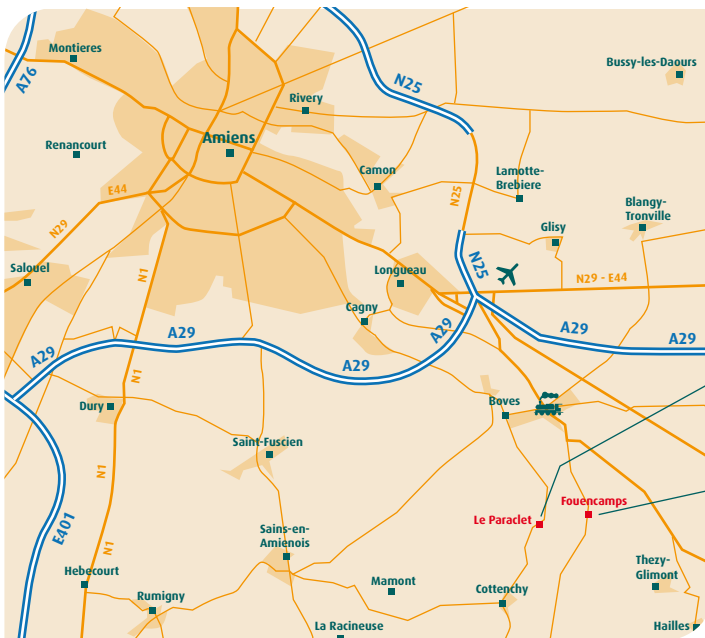 Montieres
A76
N25
Bussy-les-Daours
Rivery
Amiens
Renancourt
Camon
Lamotte-
Brebiere
E44
N25
Blangy-
Tronville
N29
Glisy
Salouel
N1
Longueau
N25
N29 - E44
Cagny
A29
A29
A29
A29
A29
A29
N1
Dury
Boves
Saint-Fuscien
N1
Fouencamps
Le Paraclet
E401
Sains-en-
Amienois
N1
Hebecourt
Mamont
Thezy-
Glimont
Rumigny
Cottenchy
La Racineuse
Hailles